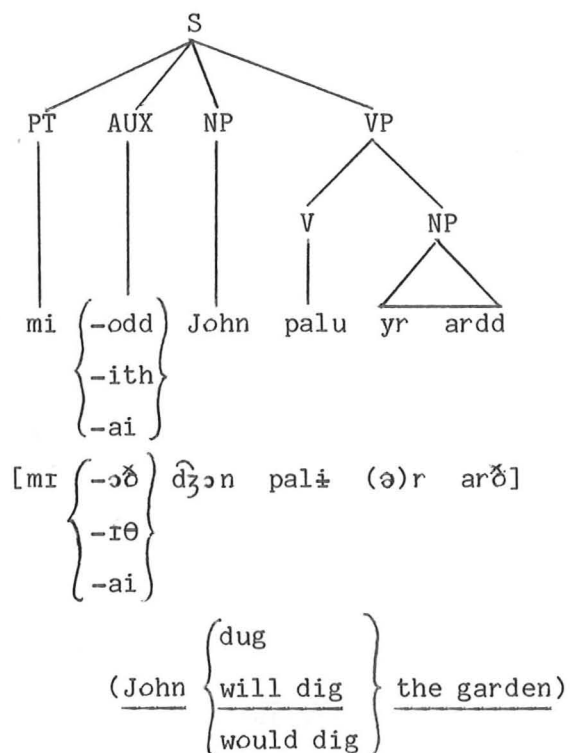 S
PT AUX NP VP
V NP
mi {-odd} John palu yr ardd
{-ith}
{-ai}
[mɪ {-ɔð} d͡ʒɔn palɨ (ə)r arð]
{-ɪθ}
{-ai}
(John {dug} the garden)
{will dig}
{would dig}